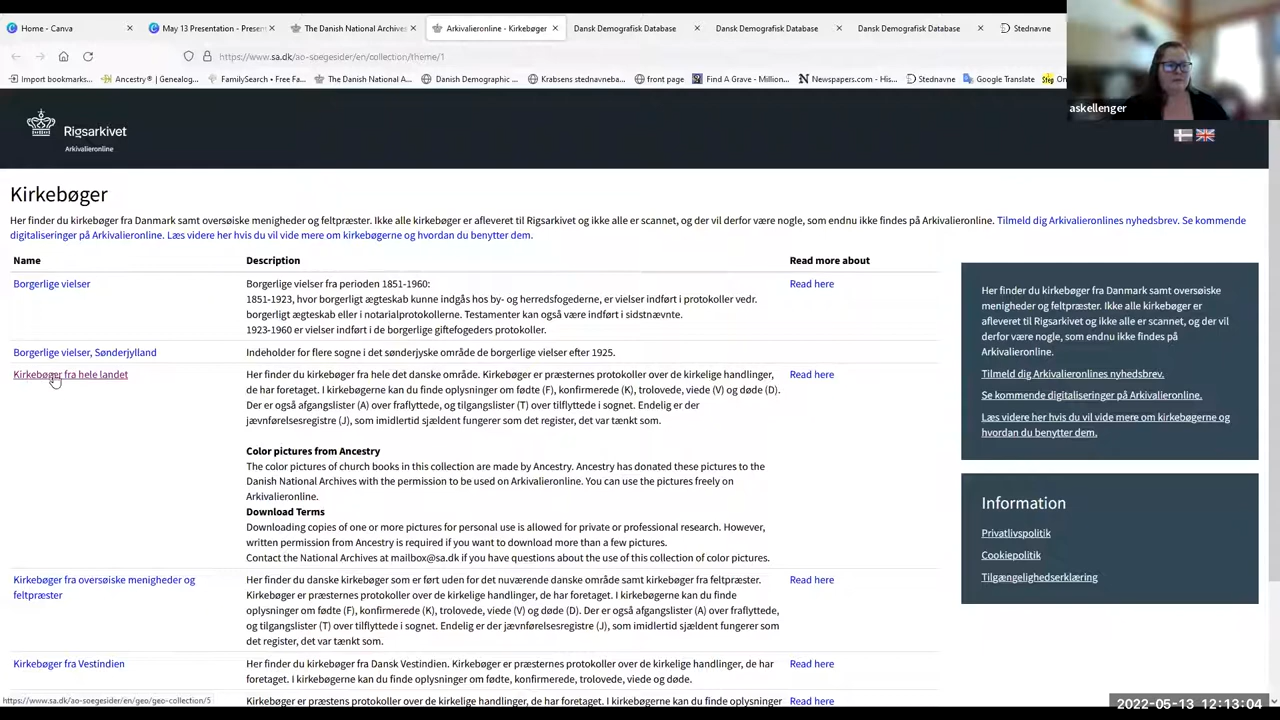 Home - Canva
May 13 Presentation - Presen
The Danish National Archives
Arkivalieronline - Kirkebøger
Dansk Demografisk Database
Dansk Demografisk Database
Dansk Demografisk Database
Stednavne
https://www.sa.dk/ao-soegesider/en/collection/theme/1
Import bookmarks...
Ancestry® | Genealog...
FamilySearch • Free Fa...
The Danish National A...
Danish Demographic ...
Krabsens stednavneba...
front page
Find A Grave - Million...
Newspapers.com - His...
Stednavne
Google Translate
askellenger
Rigsarkivet
Arkivalieronline
Kirkebøger
Her finder du kirkebøger fra Danmark samt oversøiske menigheder og feltpræster. Ikke alle kirkebøger er afleveret til Rigsarkivet og ikke alle er scannet, og der vil derfor være nogle, som endnu ikke findes på Arkivalieronline. Tilmeld dig Arkivalieronlines nyhedsbrev. Se kommende
digitaliseringer på Arkivalieronline. Læs videre her hvis du vil vide mere om kirkebøgerne og hvordan du benytter dem.
Name
Description
Read more about
Borgerlige vielser
Borgerlige vielser fra perioden 1851-1960:
1851-1923, hvor borgerligt ægteskab kunne indgås hos by- og herredsfogederne, er vielser indført i protokoller vedr.
borgerligt ægteskab eller i notarialprotokollerne. Testamenter kan også være indført i sidstnævnte.
1923-1960 er vielser indført i de borgerlige giftefogeders protokoller.
Read here
Borgerlige vielser, Sønderjylland
Indeholder for flere sogne i det sønderjyske område de borgerlige vielser efter 1925.
Kirkebøger fra hele landet
Her finder du kirkebøger fra hele det danske område. Kirkebøger er præsternes protokoller over de kirkelige handlinger,
de har foretaget. I kirkebøgerne kan du finde oplysninger om fødte (F), konfirmerede (K), trolovede, viede (V) og døde (D).
Der er også afgangslister (A) over fraflyttede, og tilgangslister (T) over tilflyttede i sognet. Endelig er der
jævnførelsesregistre (J), som imidlertid sjældent fungerer som det register, det var tænkt som.
Read here
Color pictures from Ancestry
The color pictures of church books in this collection are made by Ancestry. Ancestry has donated these pictures to the
Danish National Archives with the permission to be used on Arkivalieronline. You can use the pictures freely on
Arkivalieronline.
Download Terms
Downloading copies of one or more pictures for personal use is allowed for private or professional research. However,
written permission from Ancestry is required if you want to download more than a few pictures.
Contact the National Archives at mailbox@sa.dk if you have questions about the use of this collection of color pictures.
Kirkebøger fra oversøiske menigheder og
feltpræster
Her finder du danske kirkebøger som er ført uden for det nuværende danske område samt kirkebøger fra feltpræster.
Kirkebøger er præsternes protokoller over de kirkelige handlinger, de har foretaget. I kirkebøgerne kan du finde
oplysninger om fødte (F), konfirmerede (K), trolovede, viede (V) og døde (D). Der er også afgangslister (A) over fraflyttede,
og tilgangslister (T) over tilflyttede i sognet. Endelig er der jævnførelsesregistre (J), som imidlertid sjældent fungerer som
det register, det var tænkt som.
Read here
Kirkebøger fra Vestindien
Her finder du kirkebøger fra Dansk Vestindien. Kirkebøger er præsternes protokoller over de kirkelige handlinger, de har
foretaget. I kirkebøgerne kan du finde oplysninger om fødte, konfirmerede, trolovede, viede og døde.
Read here
Kirkebøger er præstens protokoller over de kirkelige handlinger, de har foretaget. I kirkebøgerne kan du finde oplysninger
Read here
Her finder du kirkebøger fra Danmark samt oversøiske
menigheder og feltpræster. Ikke alle kirkebøger er
afleveret til Rigsarkivet og ikke alle er scannet, og der vil
derfor være nogle, som endnu ikke findes på
Arkivalieronline.
Tilmeld dig Arkivalieronlines nyhedsbrev.
Se kommende digitaliseringer på Arkivalieronline.
Læs videre her hvis du vil vide mere om kirkebøgerne og
hvordan du benytter dem.
Information
Privatlivspolitik
Cookiepolitik
Tilgængelighedserklæring
https://www.sa.dk/ao-soegesider/en/geo/geo-collection/5
2022-05-13 12:13:04